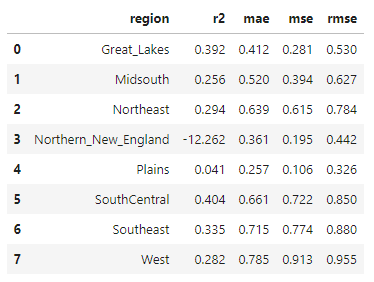 region r2 mae mse rmse
0 Great_Lakes 0.392 0.412 0.281 0.530
1 Midsouth 0.256 0.520 0.394 0.627
2 Northeast 0.294 0.639 0.615 0.784
3 Northern_New_England -12.262 0.361 0.195 0.442
4 Plains 0.041 0.257 0.106 0.326
5 SouthCentral 0.404 0.661 0.722 0.850
6 Southeast 0.335 0.715 0.774 0.880
7 West 0.282 0.785 0.913 0.955